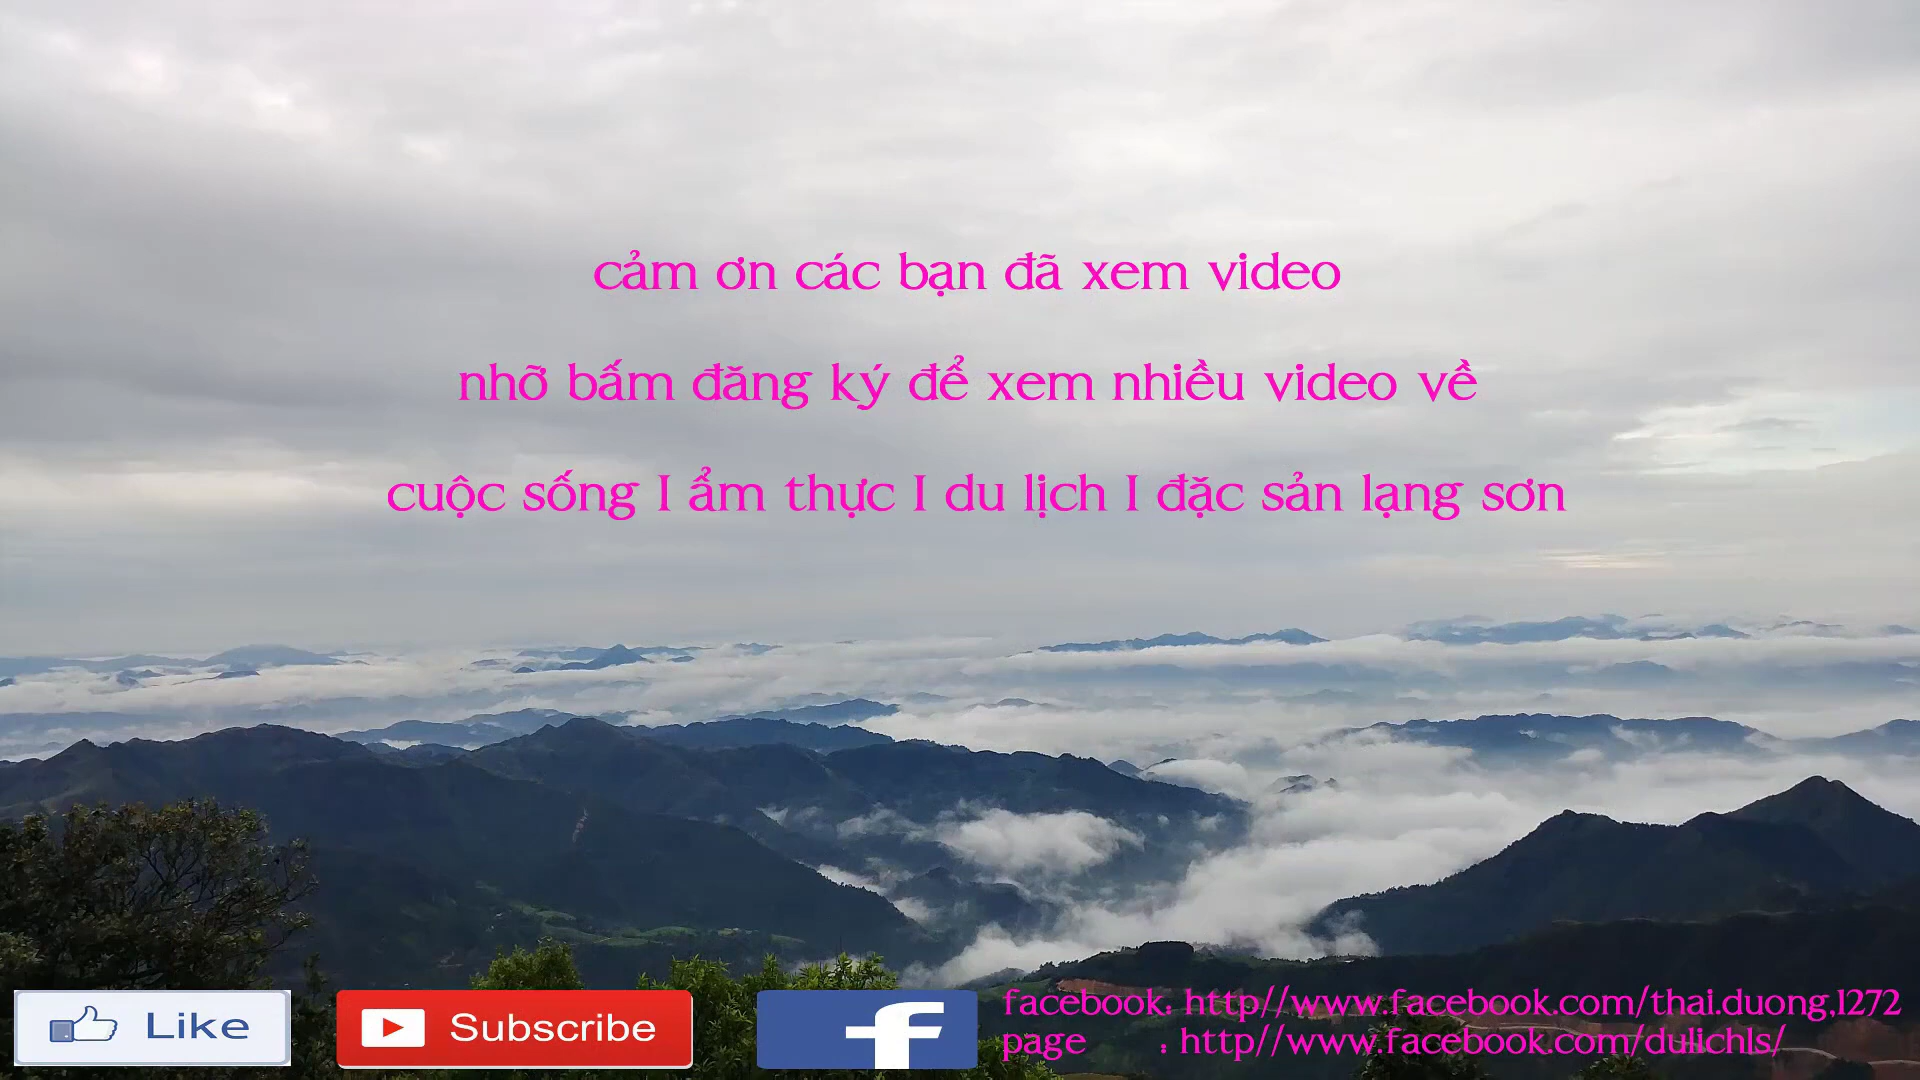 cảm ơn các bạn đã xem video
nhỡ bấm đăng ký để xem nhiều video về
cuộc sống I ẩm thực I du lịch I đặc sản lạng sơn
Like
Subscribe
f
facebook: http//www.facebook.com/thai.duong,1272
page : http//www.facebook.com/dulichls/